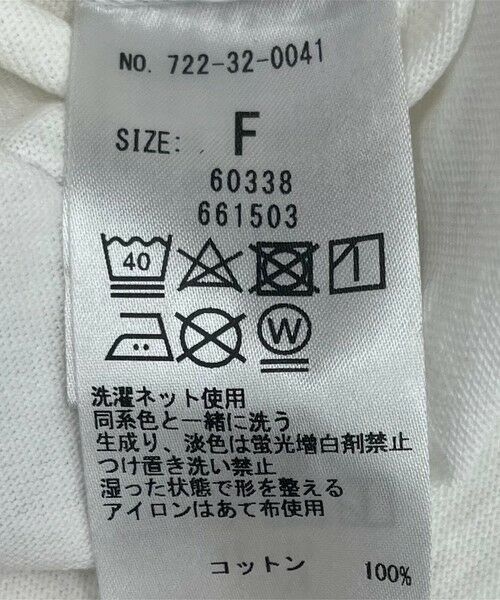 NO. 722-32-0041
SIZE: F
60338
661503
40
W
洗濯ネット使用
同系色と一緒に洗う
生成り、淡色は蛍光増白剤禁止
つけ置き洗い禁止
湿った状態で形を整える
アイロンはあて布使用
コットン 100%